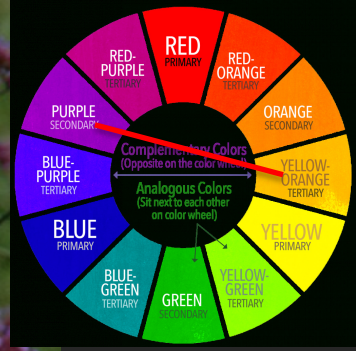 RED
PRIMARY
RED-
ORANGE
TERTIARY
ORANGE
SECONDARY
YELLOW-
ORANGE
TERTIARY
YELLOW
PRIMARY
YELLOW-
GREEN
TERTIARY
GREEN
SECONDARY
BLUE-
GREEN
TERTIARY
BLUE
PRIMARY
BLUE-
PURPLE
TERTIARY
PURPLE
SECONDARY
RED-
PURPLE
TERTIARY
Complementary Colors
(Opposite on the color wheel)
Analogous Colors
(Sit next to each other
on color wheel)